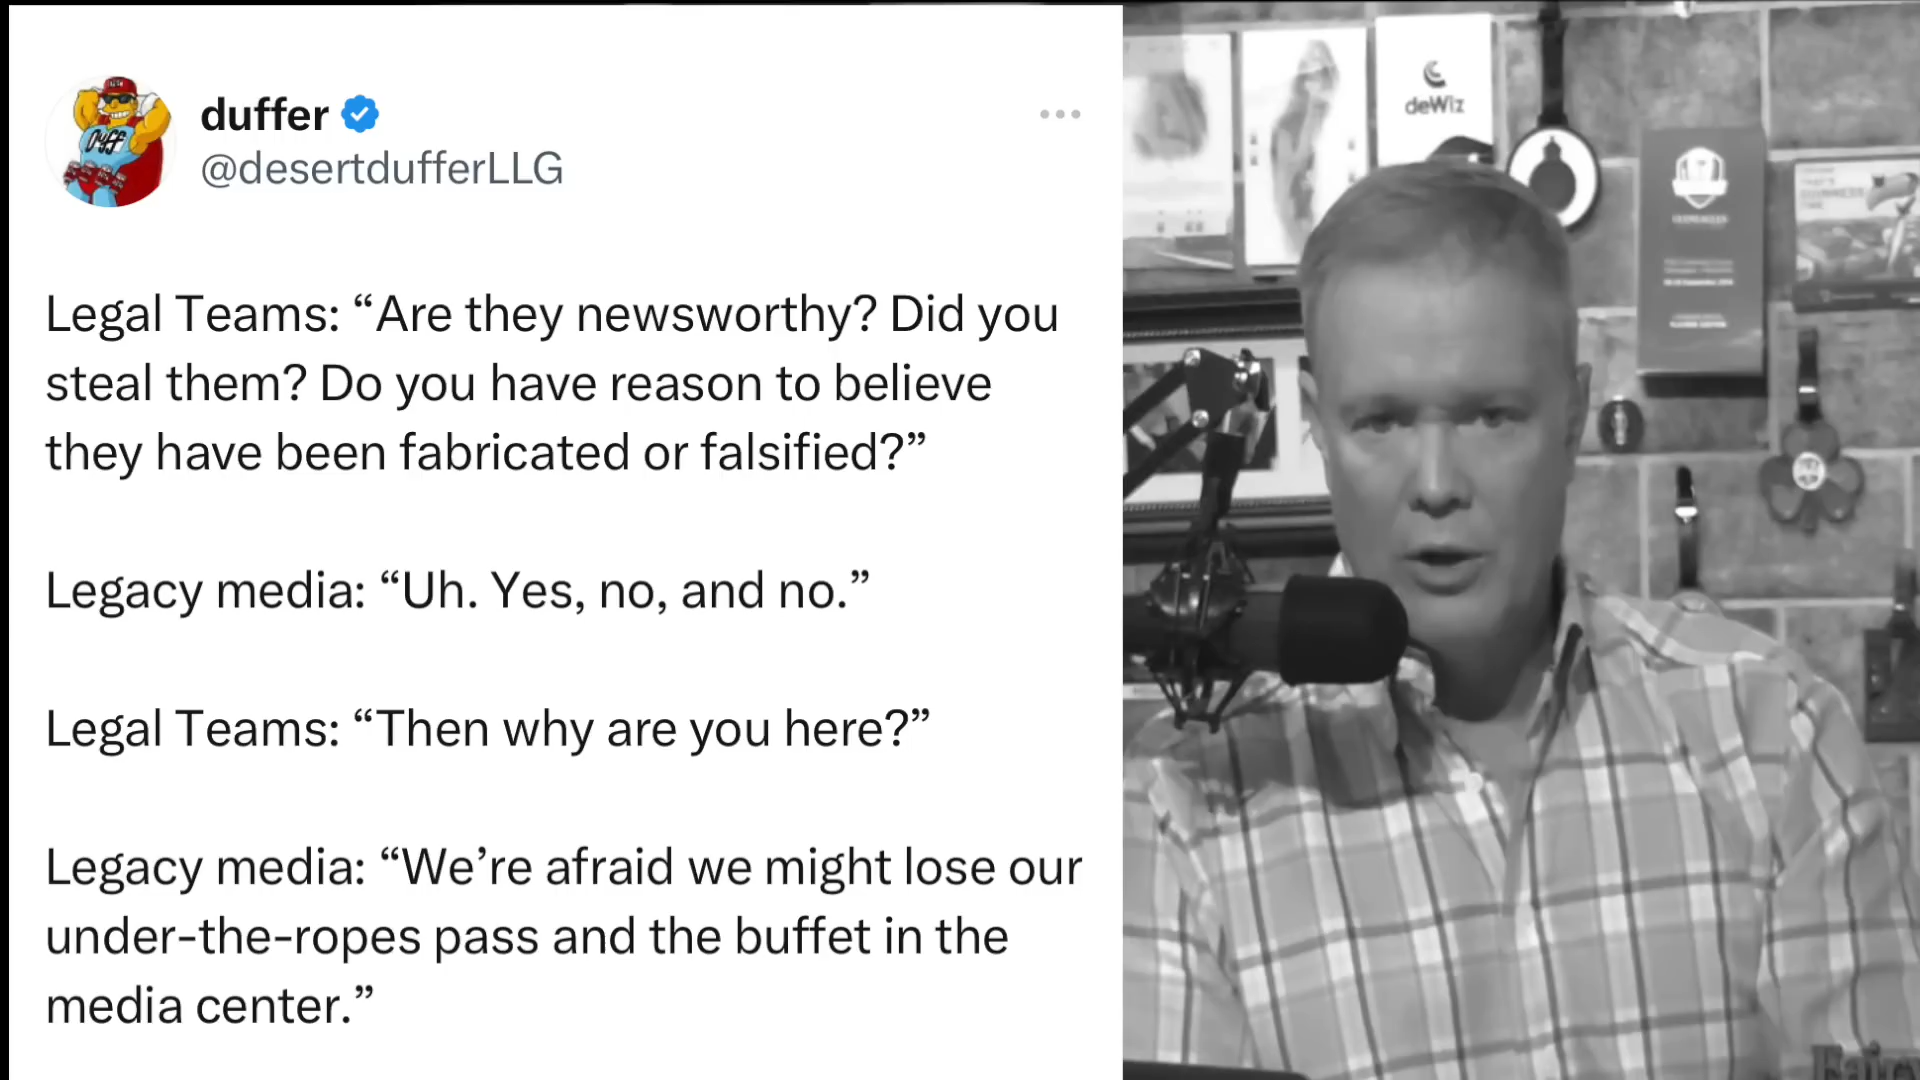 duffer
@desertdufferLLG
Legal Teams: “Are they newsworthy? Did you
steal them? Do you have reason to believe
they have been fabricated or falsified?”
Legacy media: “Uh. Yes, no, and no.”
Legal Teams: “Then why are you here?”
Legacy media: “We’re afraid we might lose our
under-the-ropes pass and the buffet in the
media center.”
Duff
deWiz